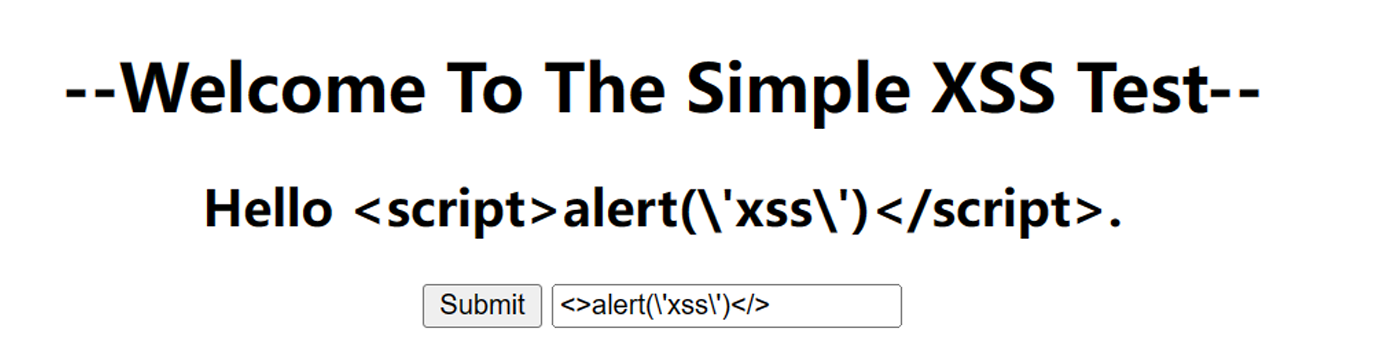 --Welcome To The Simple XSS Test--
Hello <script>alert(\'xss\')</script>.
Submit <>alert(\'xss\')</>